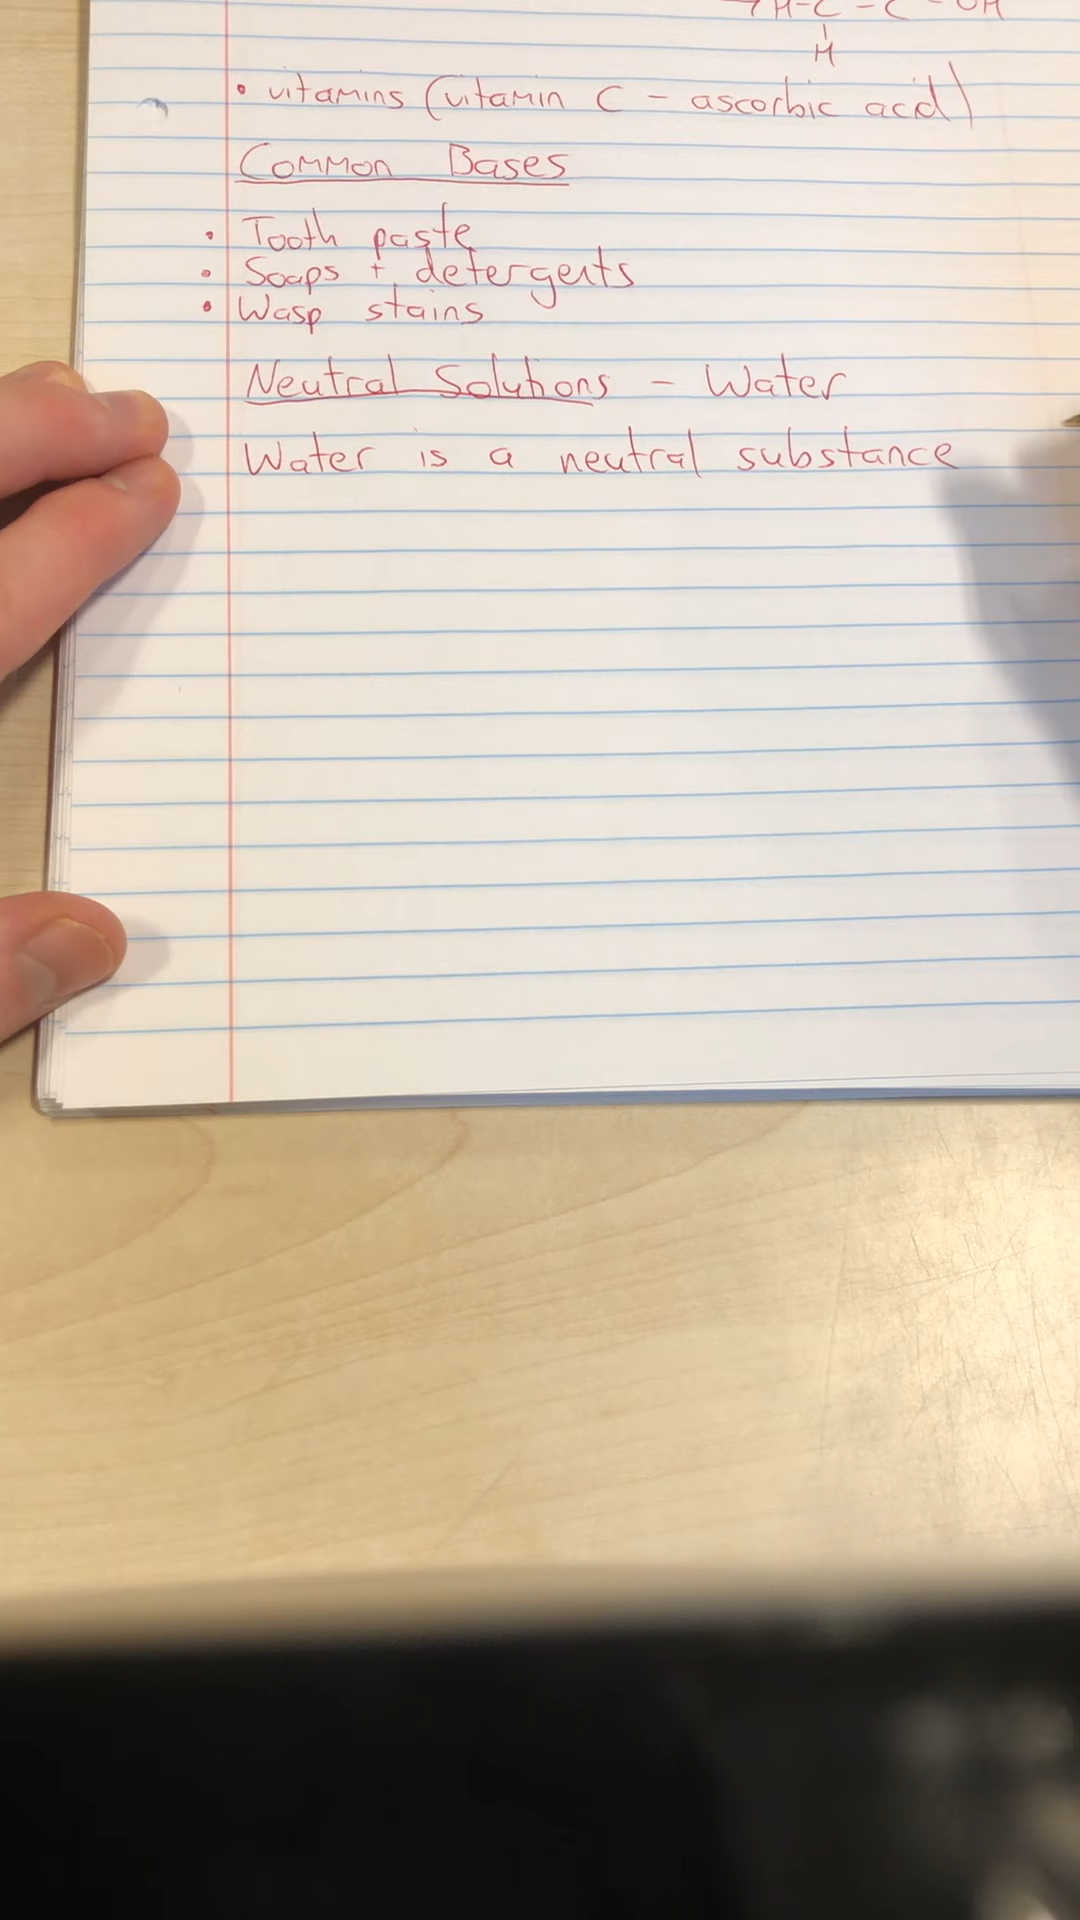 H-C-C-OH
H
• vitamins (vitamin C - ascorbic acid)
Common Bases
• Tooth paste
• Soaps + detergents
• Wasp stains
Neutral Solutions - Water
Water is a neutral substance